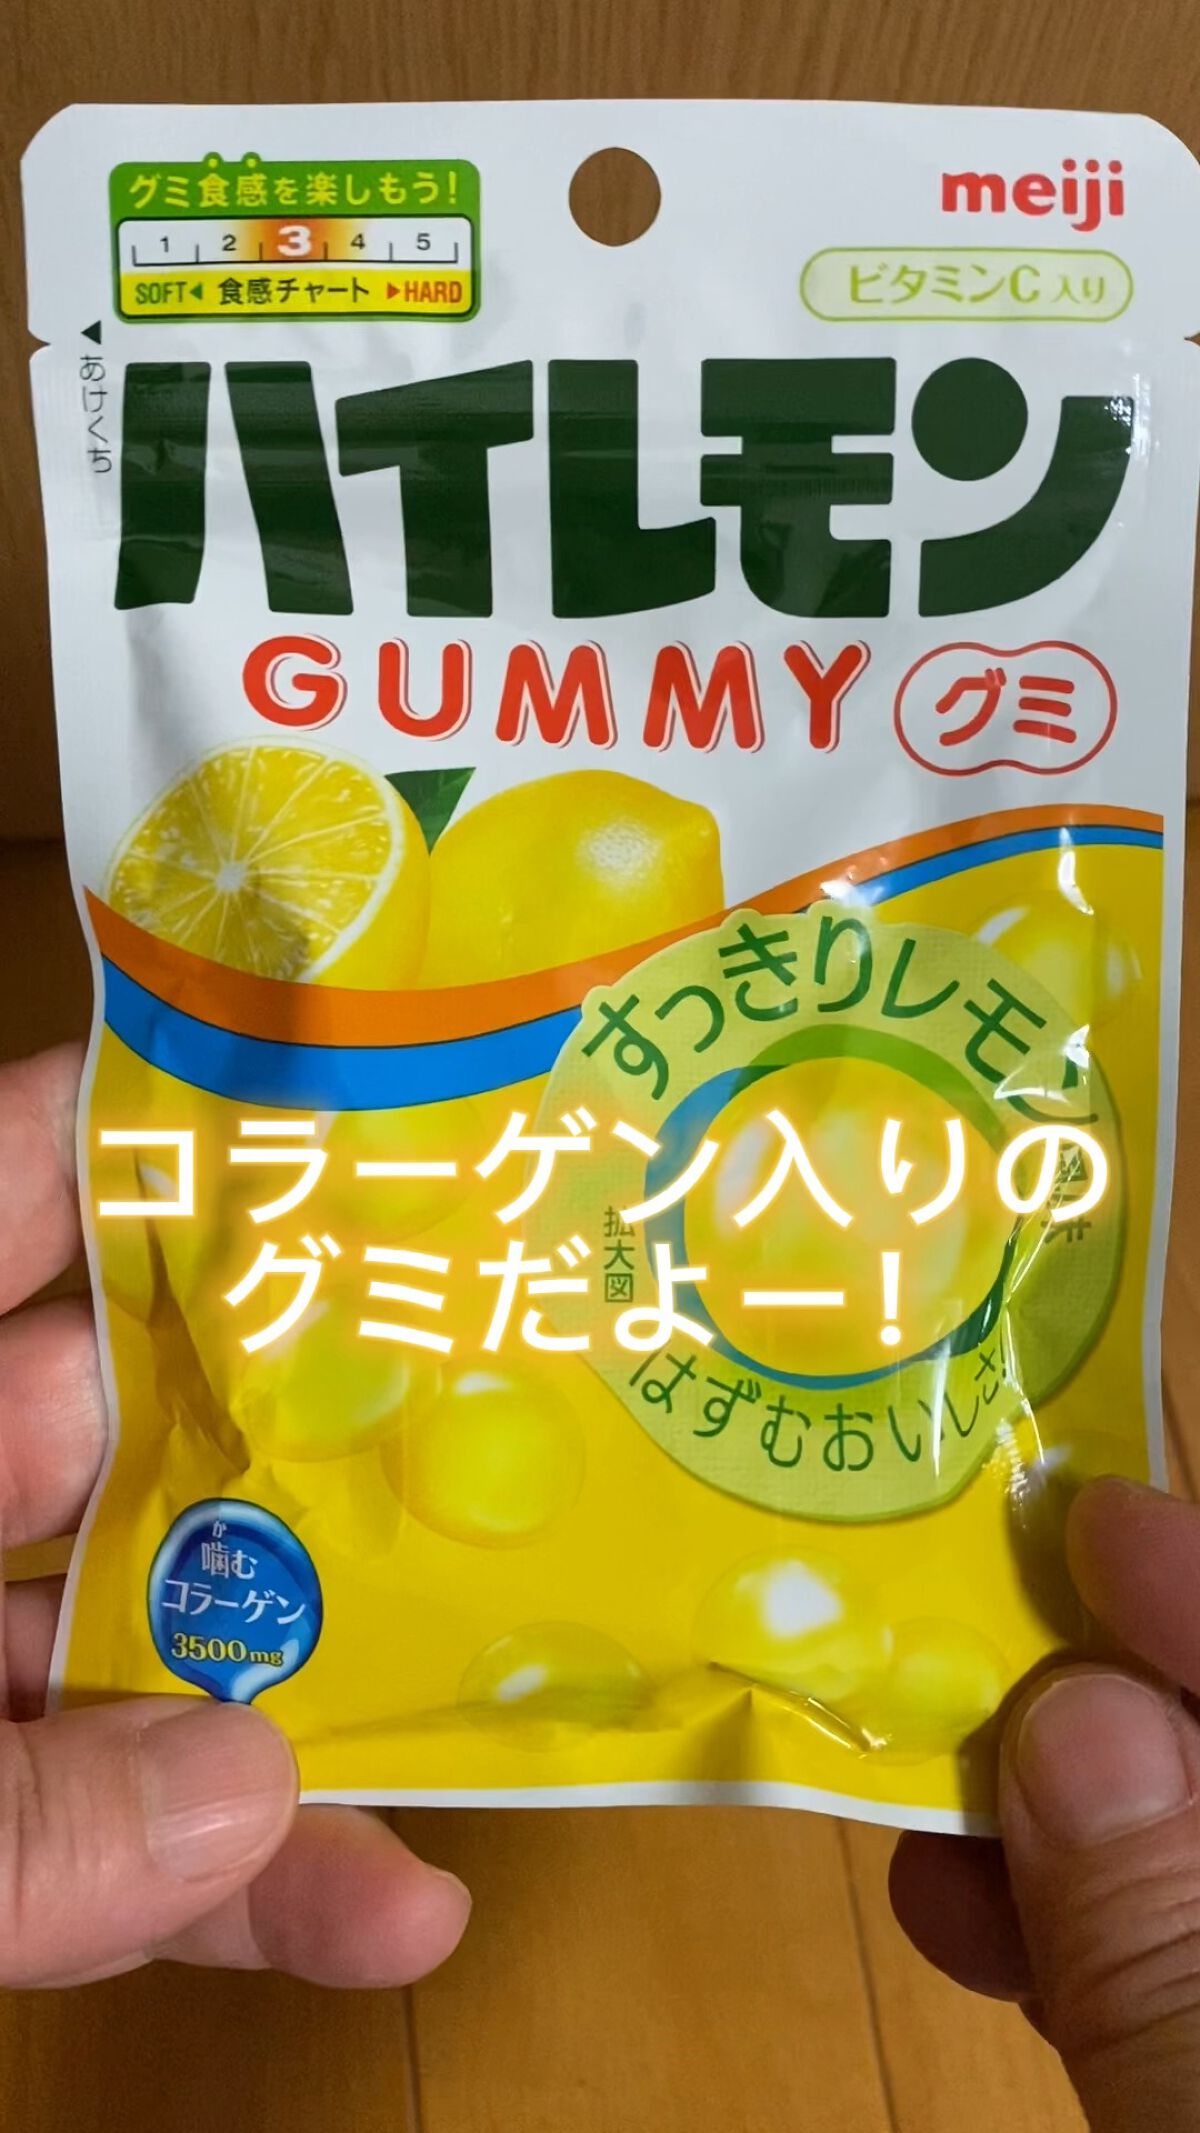 グミ食感を楽しもう!
1 2 3 4 5
SOFT◀ 食感チャート ▶HARD
meiji
ビタミンC入り
◀あけくち
ハイレモン
GUMMY グミ
すっきりレモン
コラーゲン入りの
グミだよー!
拡大図
はずむおいしさ!
か
噛む
コラーゲン
3500mg